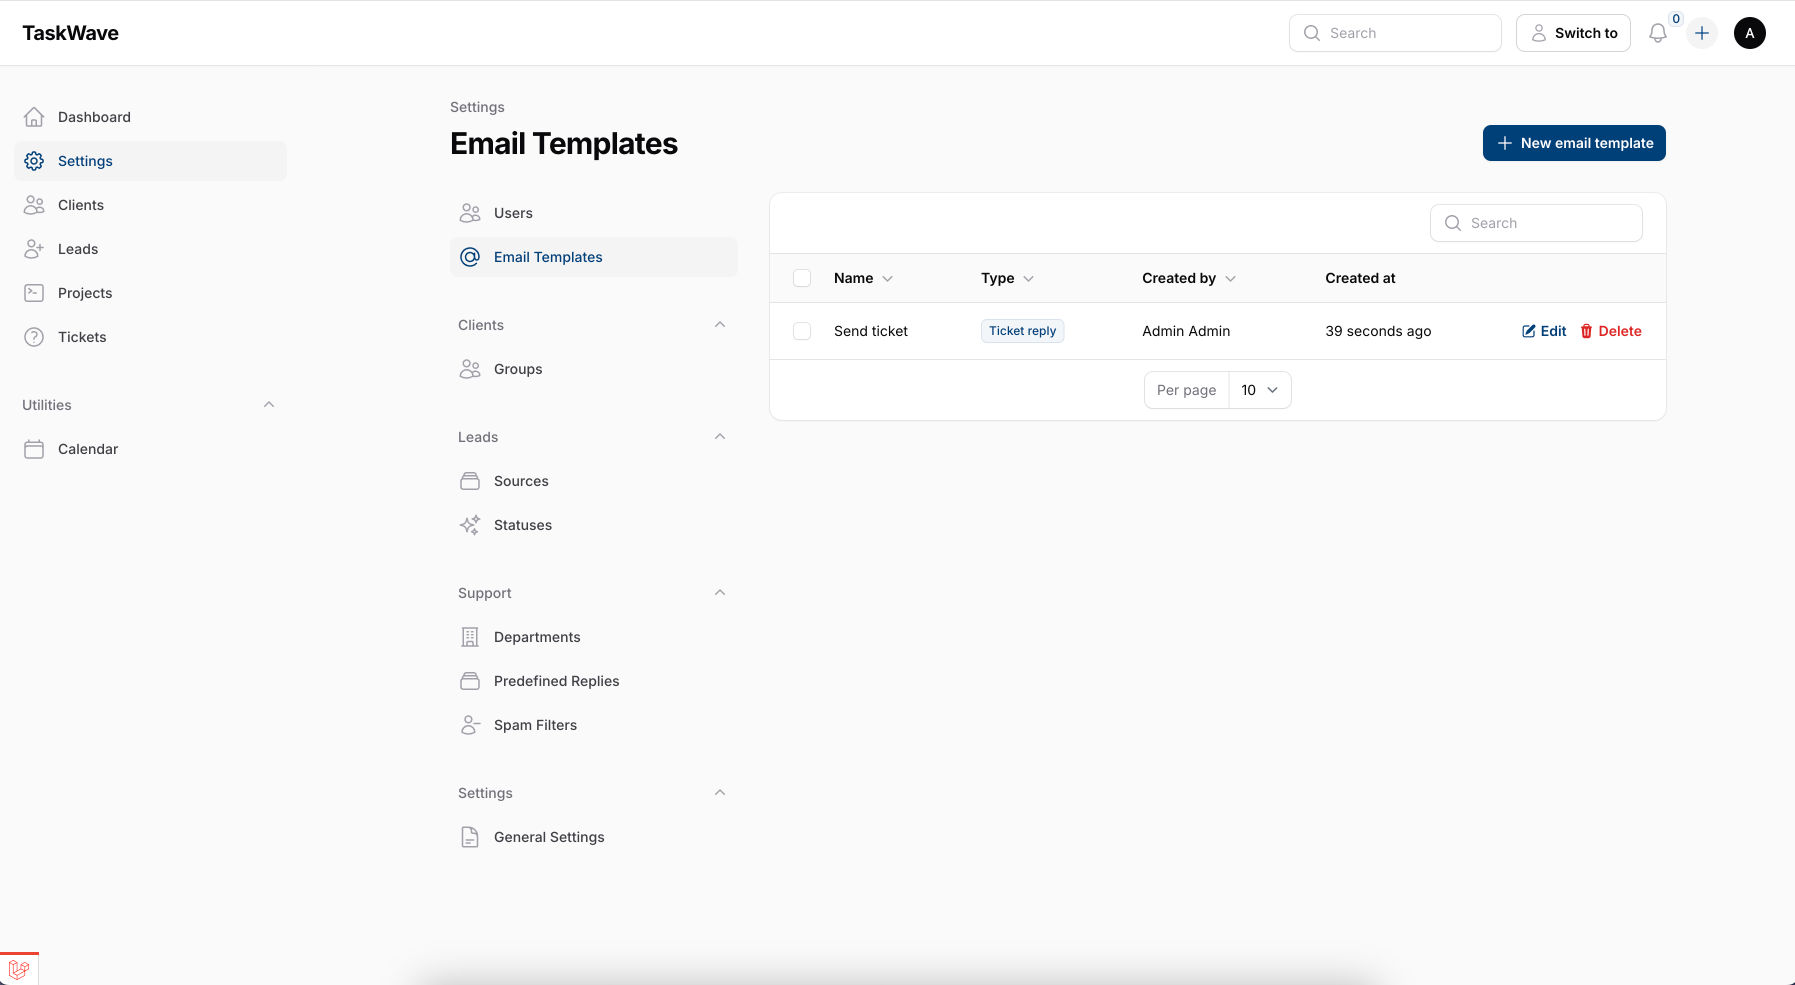 TaskWave
Search
Switch to
0
A
Dashboard
Settings
Clients
Leads
Projects
Tickets
Utilities
Calendar
Settings
Email Templates
New email template
Users
Email Templates
Clients
Groups
Leads
Sources
Statuses
Support
Departments
Predefined Replies
Spam Filters
Settings
General Settings
Search
Name Type Created by Created at
Send ticket Ticket reply Admin Admin 39 seconds ago Edit Delete
Per page 10